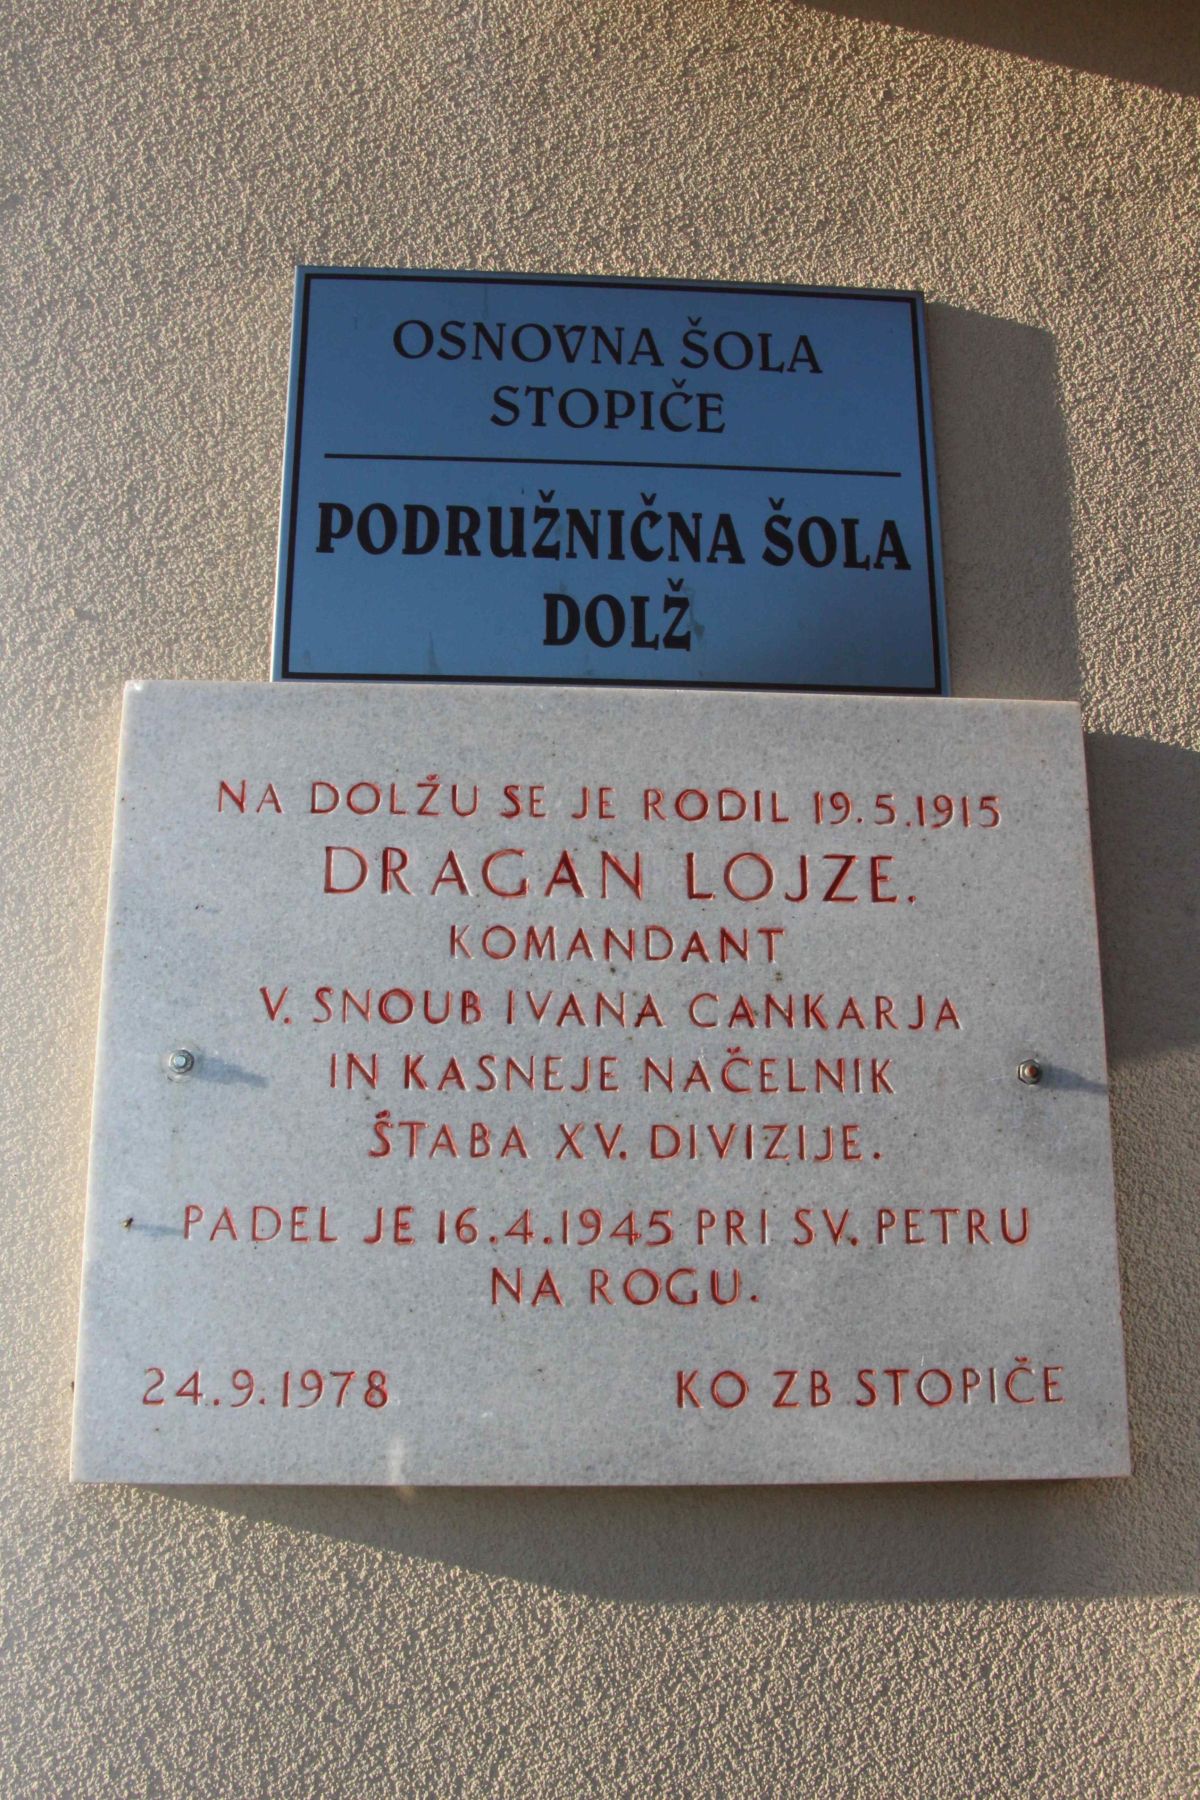 OSNOVNA ŠOLA
STOPIČE
PODRUŽNIČNA ŠOLA
DOLŽ
NA DOLŽU SE JE RODIL 19.5.1915
DRAGAN LOJZE.
KOMANDANT
V. SNOUB IVANA CANKARJA
IN KASNEJE NAČELNIK
ŠTABA XV. DIVIZIJE.
PADEL JE 16.4.1945 PRI SV. PETRU
NA ROGU.
24.9.1978 KO ZB STOPIČE